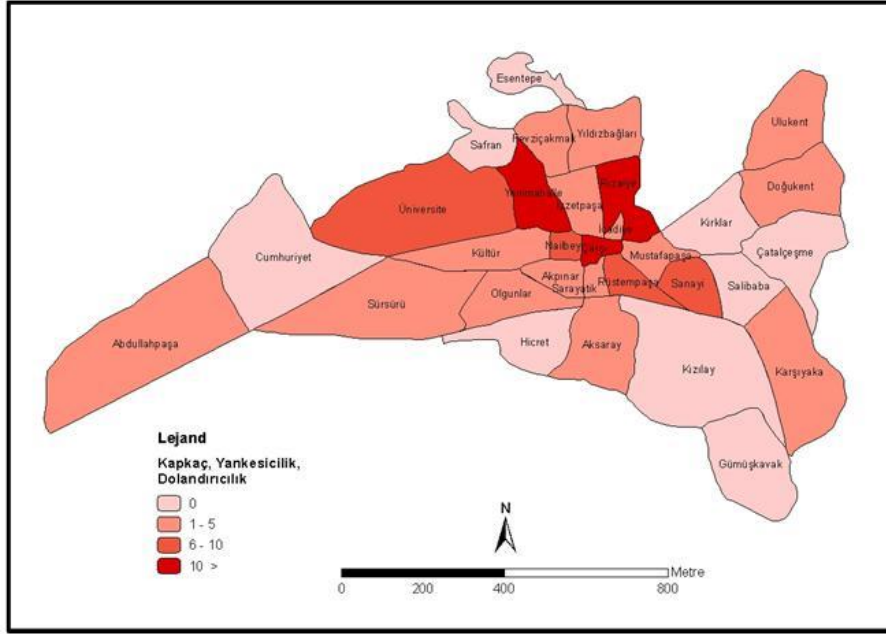 Esentepe
Ulukent
Fevziçakmak
Yıldızbağları
Safran
Doğukent
Yenimahalle
Rızaiye
İzzetpaşa
Üniversite
Kırklar
İcadiye
Çatalçeşme
Cumhuriyet
Kültür
Nailbey
Çarşı
Mustafapaşa
Akpınar
Sarayatik
Rüstempaşa
Sanayi
Salibaba
Olgunlar
Sürsürü
Abdullahpaşa
Hicret
Aksaray
Kızılay
Karşıyaka
Gümüşkavak
Lejand
Kapkaç, Yankesicilik,
Dolandırıcılık
0
1 - 5
6 - 10
10 >
N
Metre
0 200 400 800